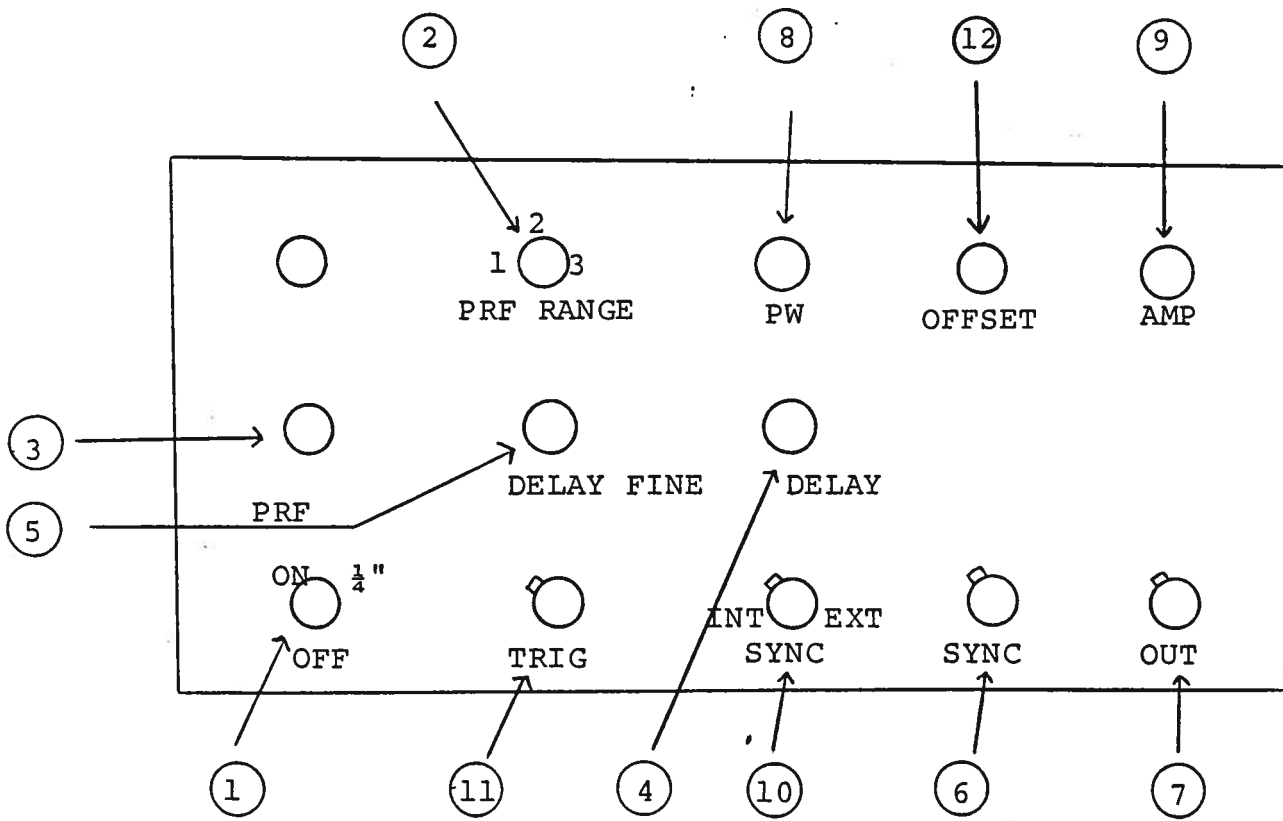 2 8 12 9
2
1 3
PRF RANGE PW OFFSET AMP
3
DELAY FINE DELAY
PRF
5
ON ¼"
INT EXT
OFF TRIG SYNC SYNC OUT
1 11 4 10 6 7